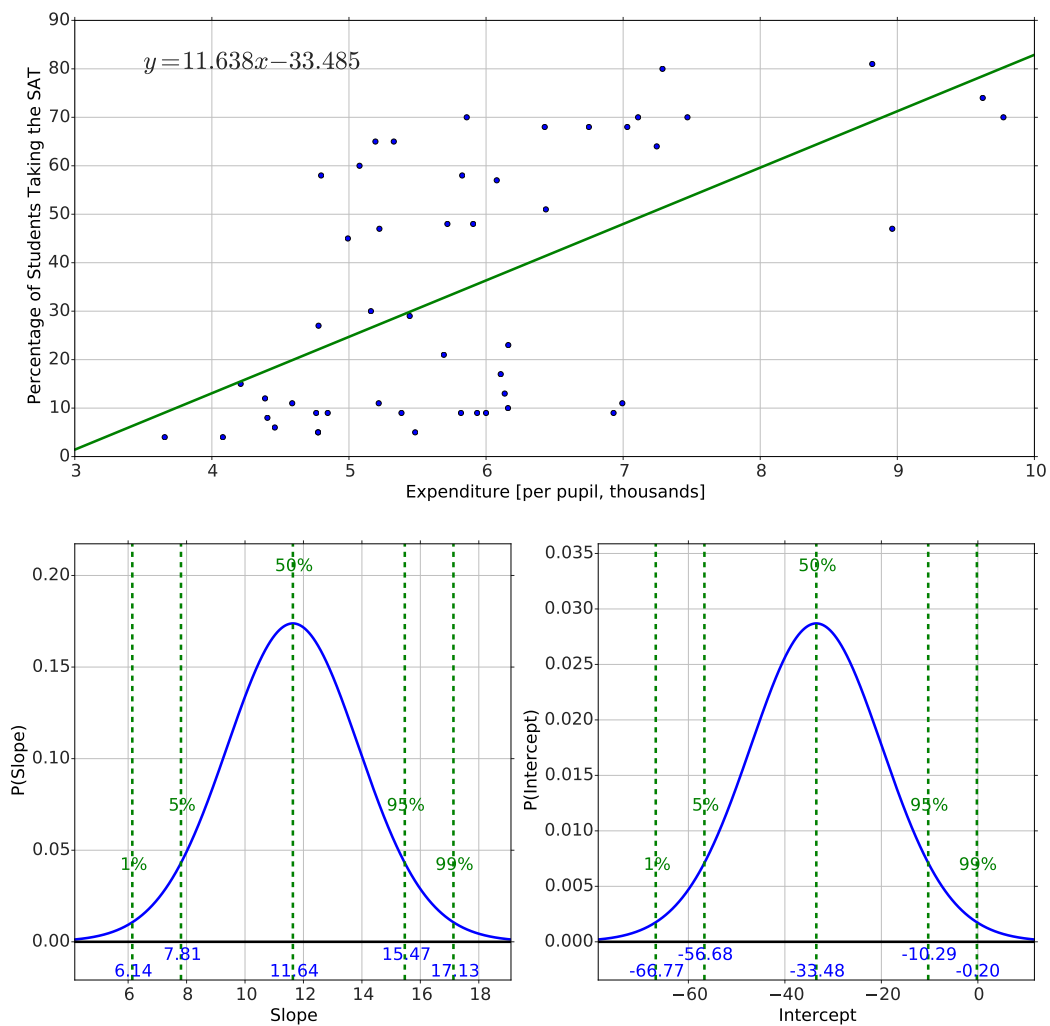 90
80
70
60
50
40
30
20
10
0
Percentage of Students Taking the SAT
y=11.638x−33.485
3 4 5 6 7 8 9 10
Expenditure [per pupil, thousands]
0.20
0.15
0.10
0.05
0.00
P(Slope)
50%
5% 95%
1% 99%
7.81 15.47
6.14 11.64 17.13
6 8 10 12 14 16 18
Slope
0.035
0.030
0.025
0.020
0.015
0.010
0.005
0.000
P(Intercept)
50%
5% 95%
1% 99%
-56.68 -10.29
-66.77 -33.48 -0.20
−60 −40 −20 0
Intercept